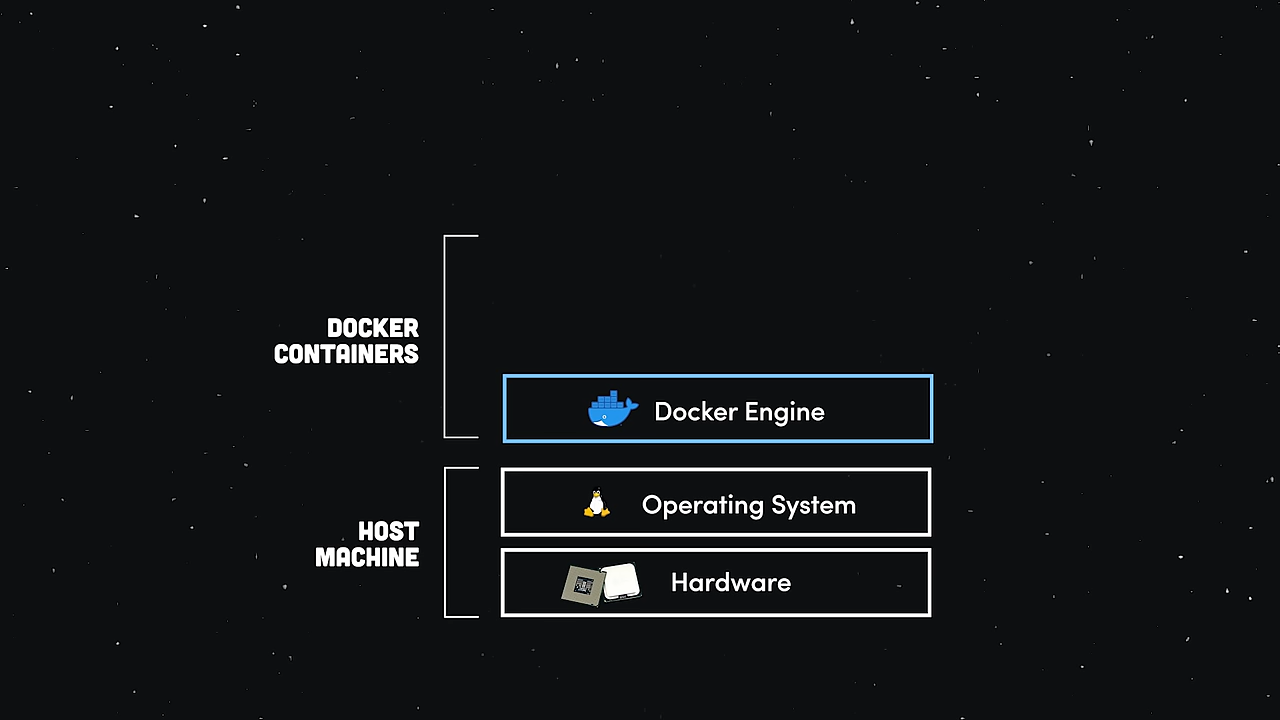 DOCKER
CONTAINERS
Docker Engine
HOST
MACHINE
Operating System
Hardware